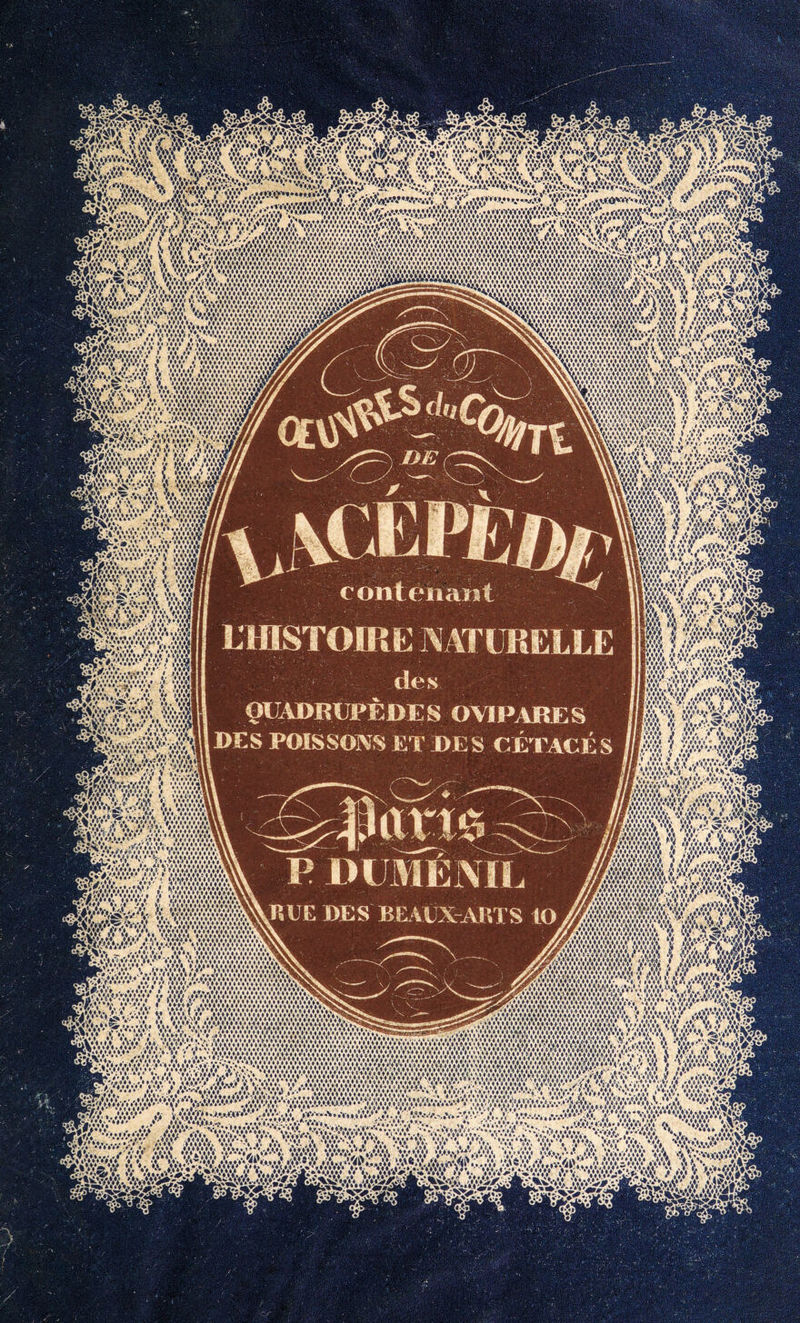 ŒUVRES du COMTE
DE
LACÉPÈDE
contenant
L'HISTOIRE NATURELLE
des
QUADRUPÈDES OVIPARES
DES POISSONS ET DES CÉTACÉS
Paris
P. DUMÉNIL
RUE DES BEAUX-ARTS 10